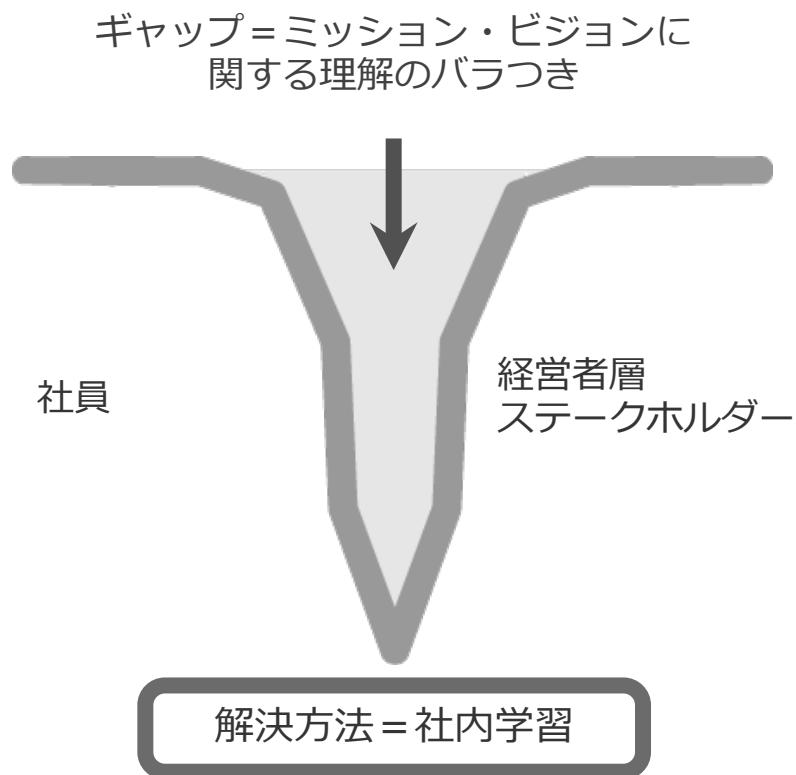 ギャップ＝ミッション・ビジョンに
関する理解のバラつき
社員
経営者層
ステークホルダー
解決方法＝社内学習